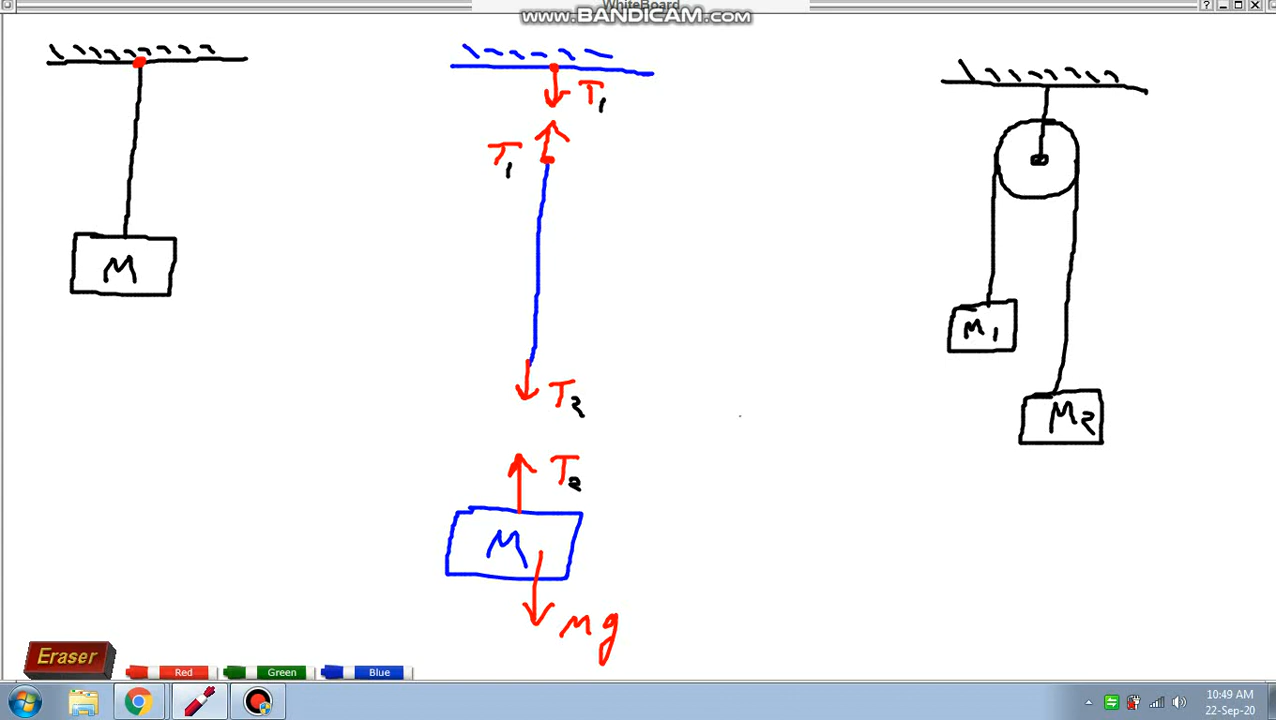 WhiteBoard
www.BANDICAM.com
T1
T1
M
M1
T2
M2
T2
M
Mg
Eraser
Red
Green
Blue
10:49 AM
22-Sep-20